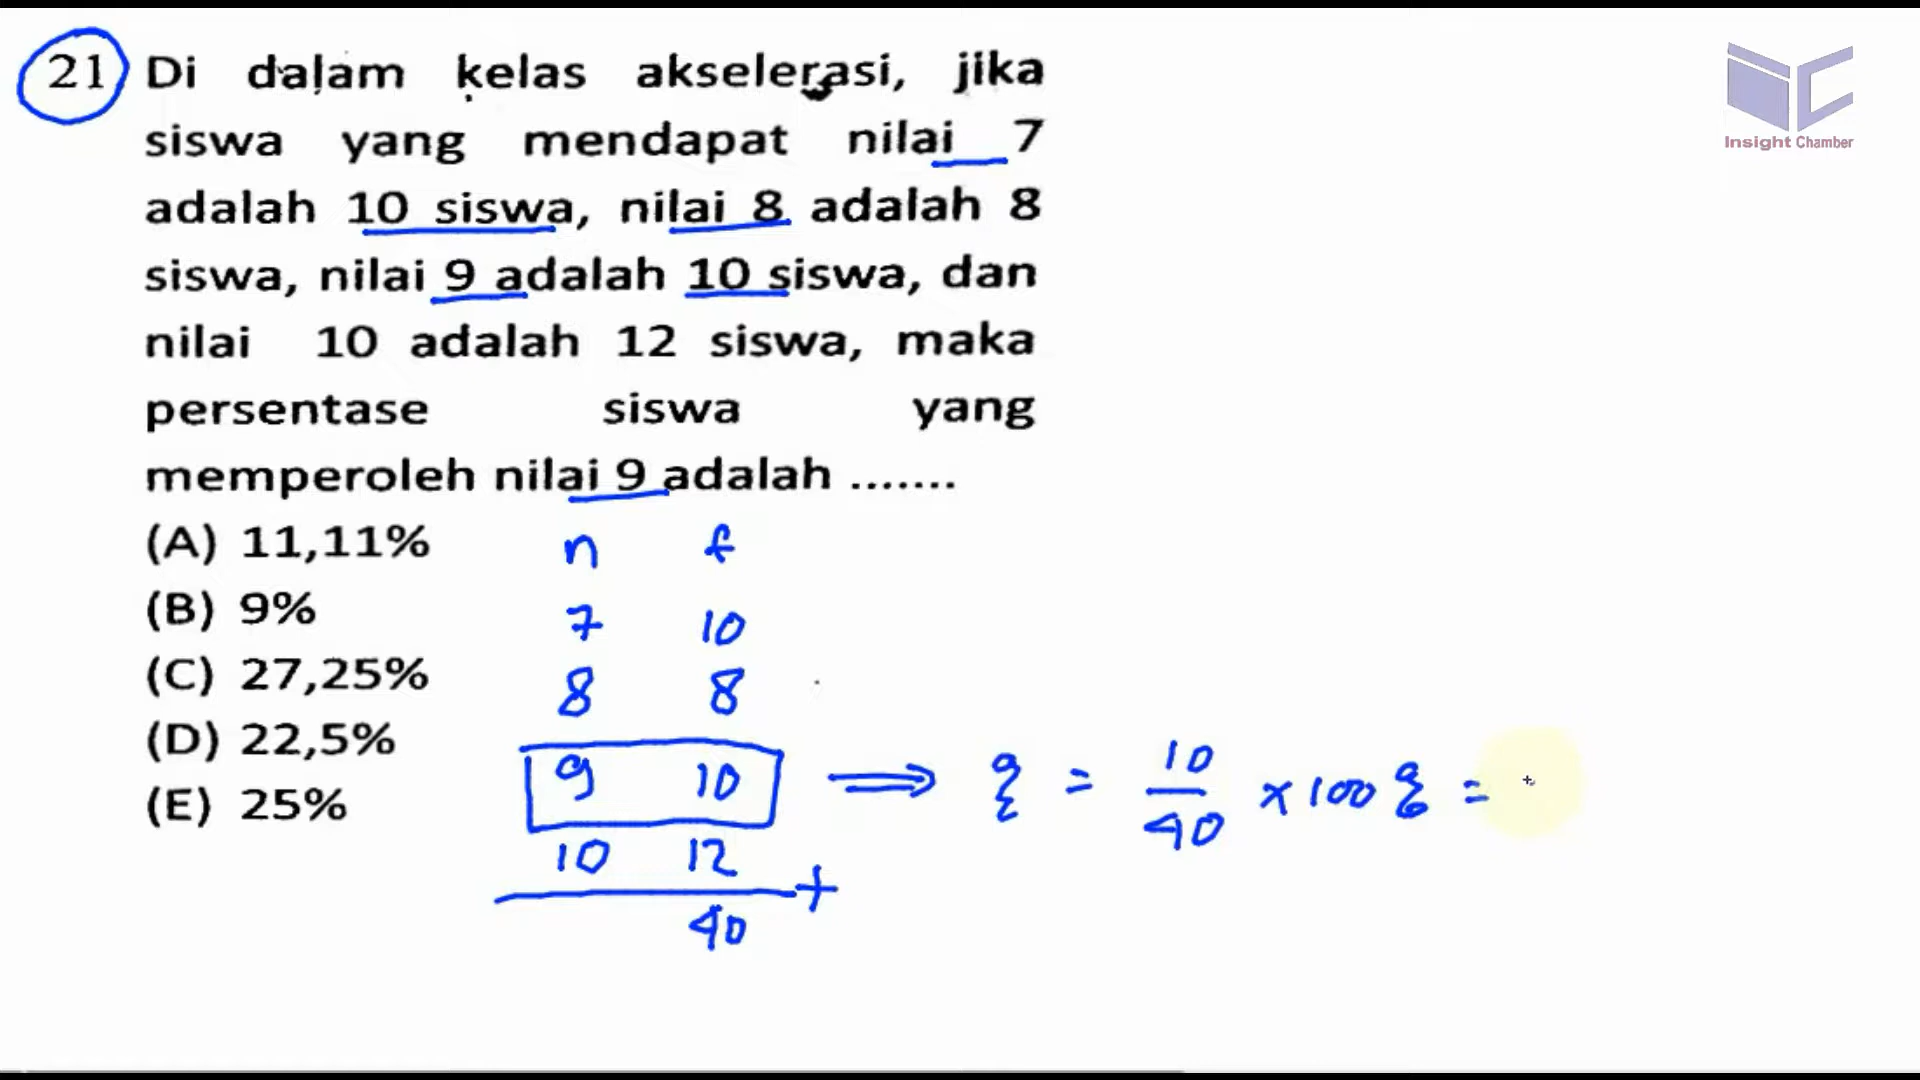 21 Di dalam kelas akselerasi, jika
siswa yang mendapat nilai 7
adalah 10 siswa, nilai 8 adalah 8
siswa, nilai 9 adalah 10 siswa, dan
nilai 10 adalah 12 siswa, maka
persentase siswa yang
memperoleh nilai 9 adalah .......
(A) 11,11%
(B) 9%
(C) 27,25%
(D) 22,5%
(E) 25%
n f
7 10
8 8
9 10 ⟹ % = 10/40 × 100 % =
10 12 +
40
Insight Chamber